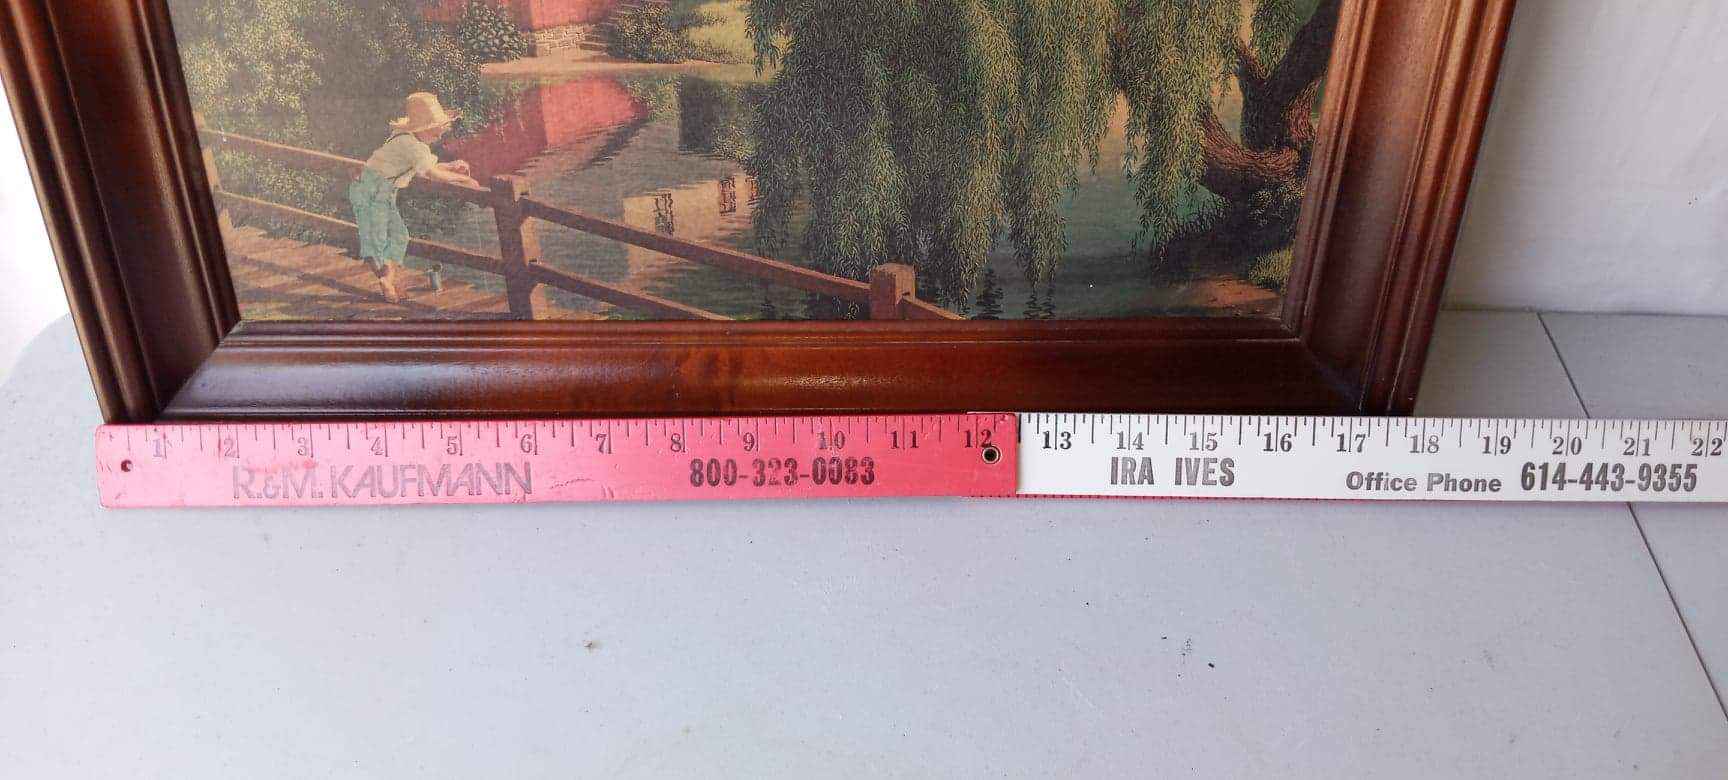 1 2 3 4 5 6 7 8 9 10 11 12 13 14 15 16 17 18 19 20 21 22
R.&M. KAUFMANN 800-323-0083 IRA IVES Office Phone 614-443-9355